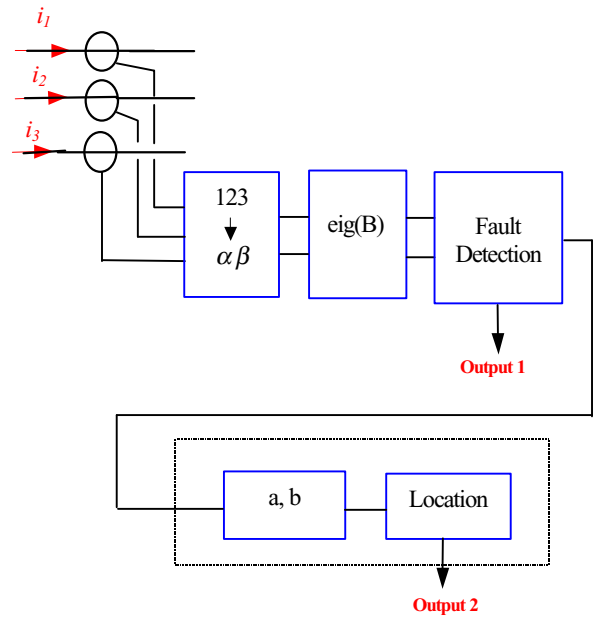 i1
i2
i3
123
αβ
eig(B)
Fault
Detection
Output 1
a, b
Location
Output 2